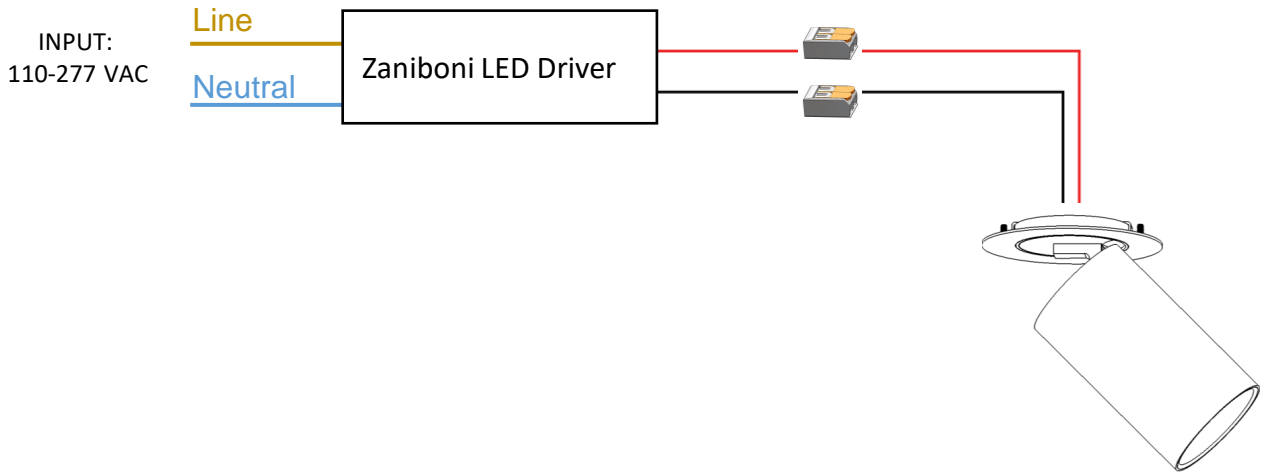 Line
INPUT:
110-277 VAC
Neutral
Zaniboni LED Driver